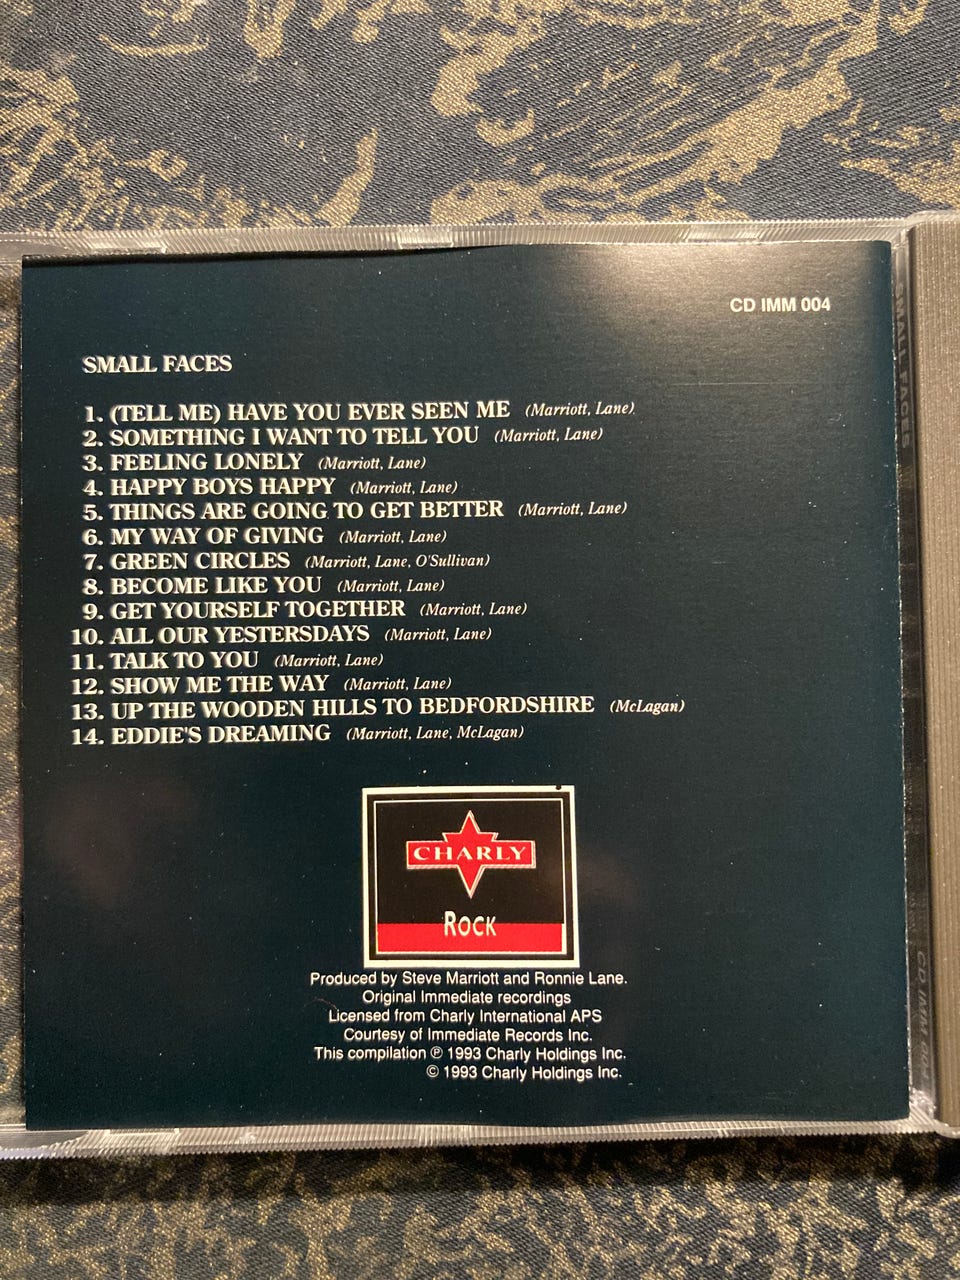 CD IMM 004
SMALL FACES
1. (TELL ME) HAVE YOU EVER SEEN ME (Marriott, Lane)
2. SOMETHING I WANT TO TELL YOU (Marriott, Lane)
3. FEELING LONELY (Marriott, Lane)
4. HAPPY BOYS HAPPY (Marriott, Lane)
5. THINGS ARE GOING TO GET BETTER (Marriott, Lane)
6. MY WAY OF GIVING (Marriott, Lane)
7. GREEN CIRCLES (Marriott, Lane, O'Sullivan)
8. BECOME LIKE YOU (Marriott, Lane)
9. GET YOURSELF TOGETHER (Marriott, Lane)
10. ALL OUR YESTERSDAYS (Marriott, Lane)
11. TALK TO YOU (Marriott, Lane)
12. SHOW ME THE WAY (Marriott, Lane)
13. UP THE WOODEN HILLS TO BEDFORDSHIRE (McLagan)
14. EDDIE'S DREAMING (Marriott, Lane, McLagan)
CHARLY
ROCK
Produced by Steve Marriott and Ronnie Lane.
Original Immediate recordings
Licensed from Charly International APS
Courtesy of Immediate Records Inc.
This compilation ℗ 1993 Charly Holdings Inc.
© 1993 Charly Holdings Inc.
SMALL FACES
CD IMM 004